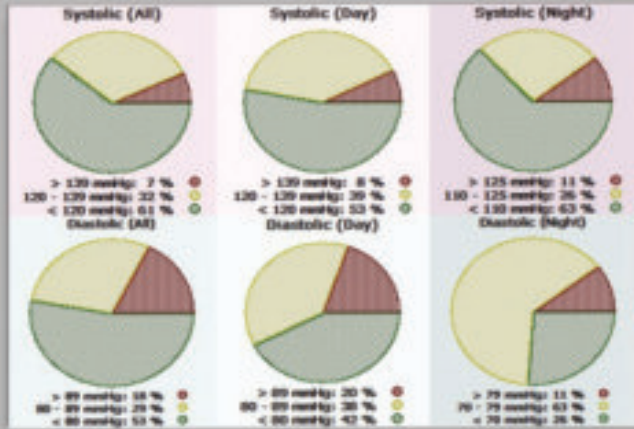 Systolic (All)
> 139 mmHg: 7 %
120 - 139 mmHg: 32 %
< 120 mmHg: 61 %
Systolic (Day)
> 139 mmHg: 8 %
120 - 139 mmHg: 39 %
< 120 mmHg: 53 %
Systolic (Night)
> 125 mmHg: 11 %
110 - 125 mmHg: 26 %
< 110 mmHg: 63 %
Diastolic (All)
> 89 mmHg: 18 %
80 - 89 mmHg: 29 %
< 80 mmHg: 53 %
Diastolic (Day)
> 89 mmHg: 20 %
80 - 89 mmHg: 38 %
< 80 mmHg: 42 %
Diastolic (Night)
> 79 mmHg: 11 %
70 - 79 mmHg: 63 %
< 70 mmHg: 26 %